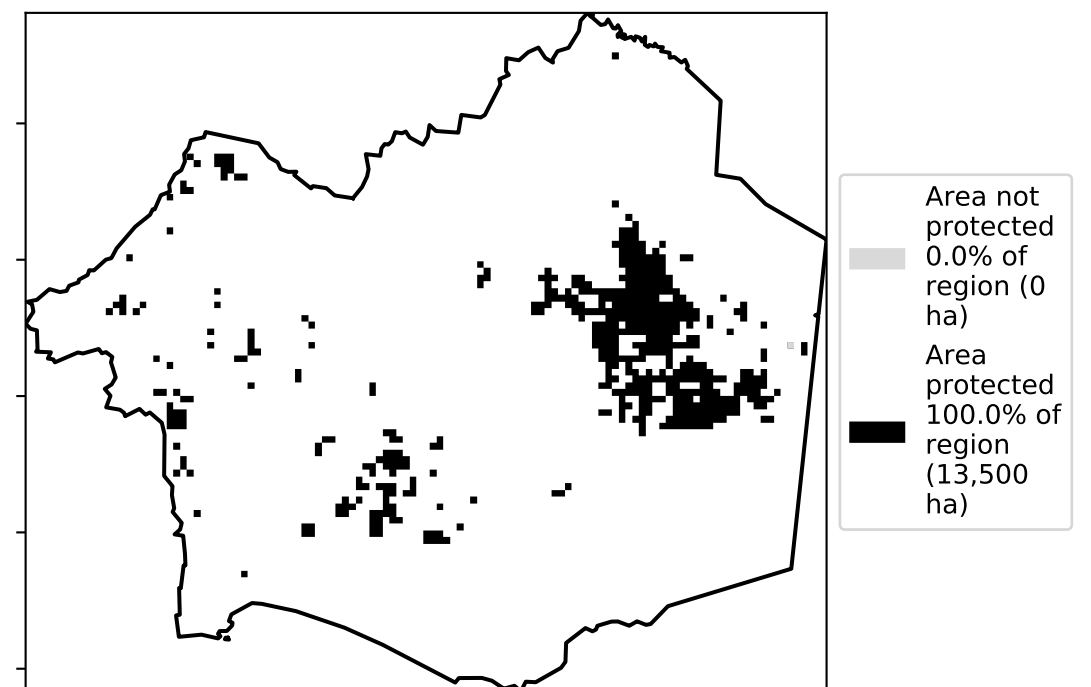 Area not
protected
0.0% of
region (0
ha)
Area
protected
100.0% of
region
(13,500
ha)